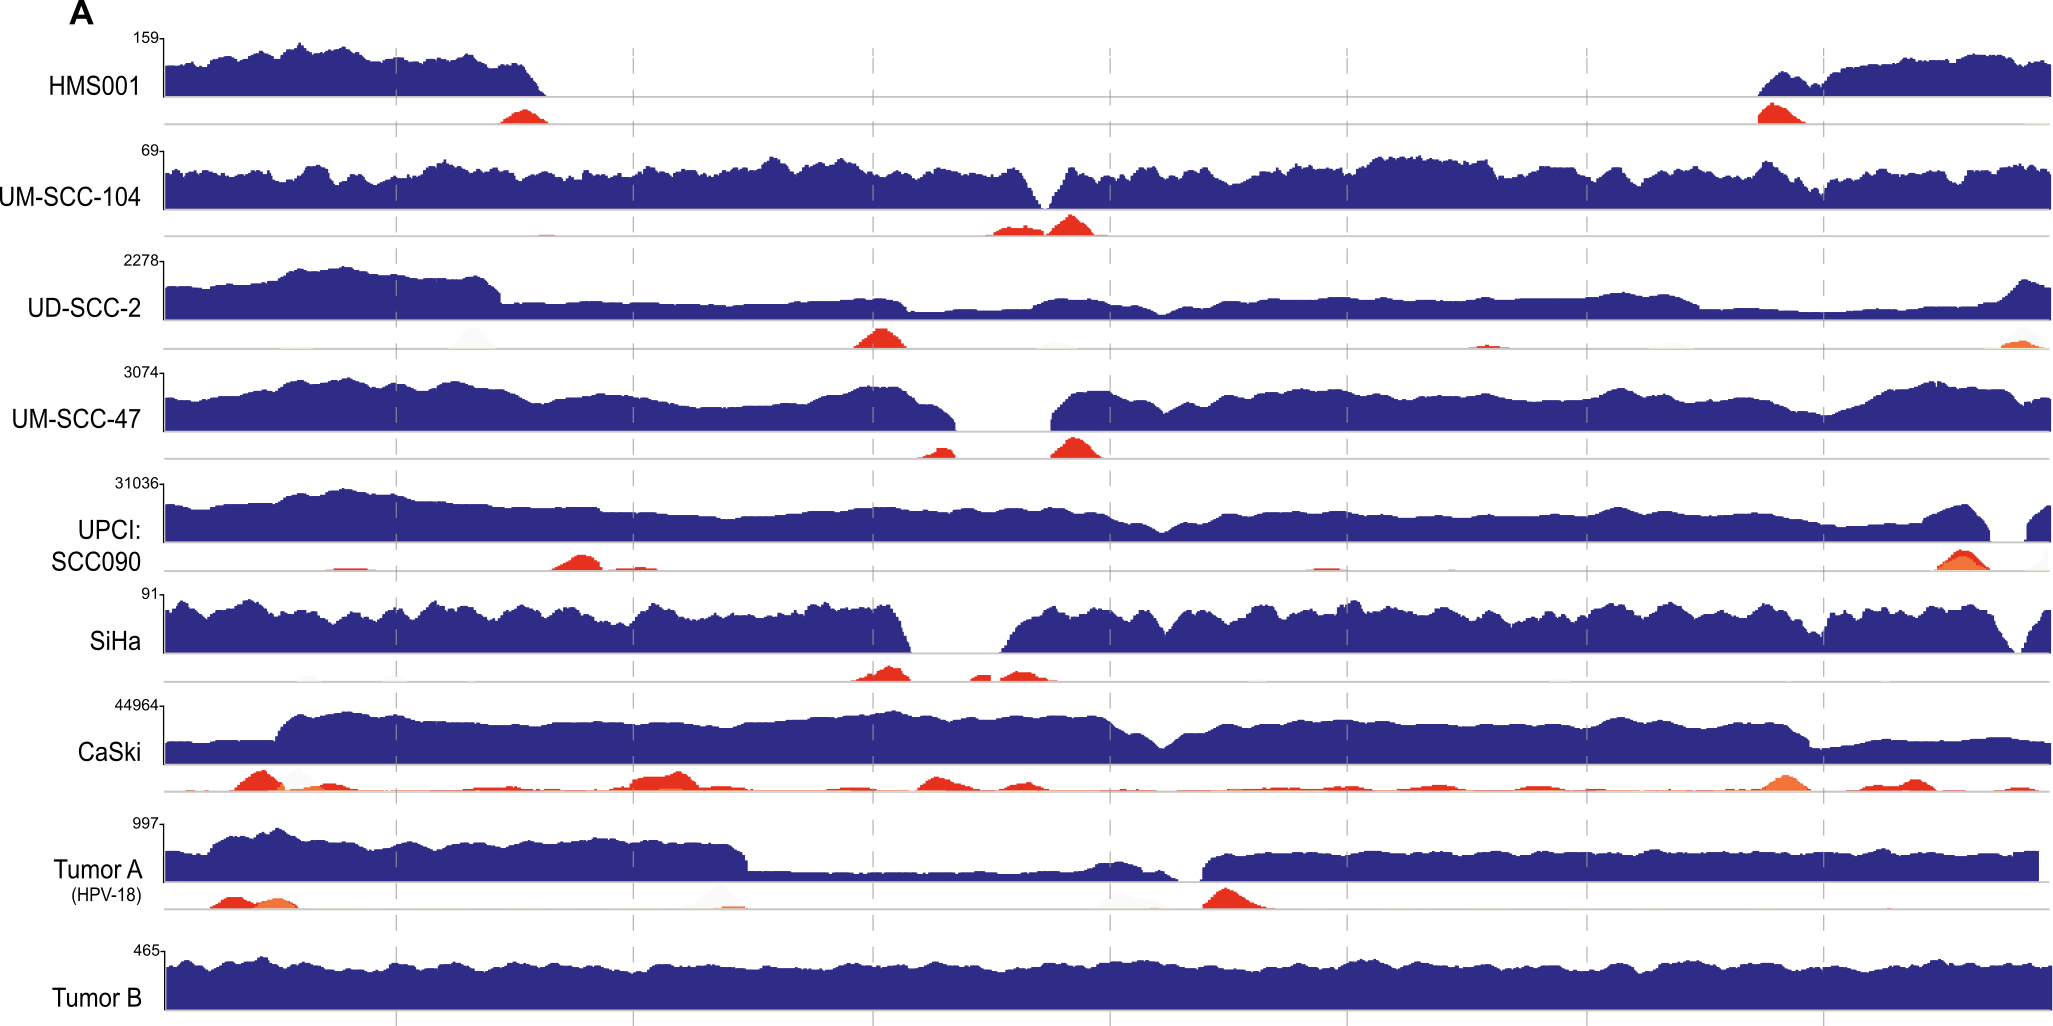 A
159
HMS001
69
UM-SCC-104
2278
UD-SCC-2
3074
UM-SCC-47
31036
UPCI:
SCC090
91
SiHa
44964
CaSki
997
Tumor A
(HPV-18)
465
Tumor B